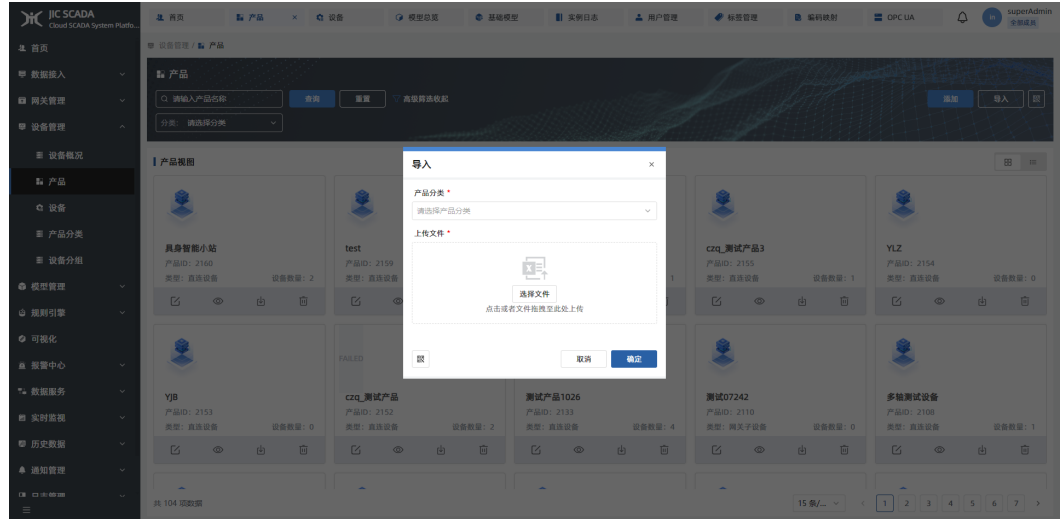 JIC SCADA
Cloud SCADA System Platfo...
首页
产品 ×
设备
模型总览
基础模型
实例日志
用户管理
标签管理
编码映射
OPC UA
in
superAdmin
全部成员
首页
数据接入
网关管理
设备管理
设备概况
产品
设备
产品分类
设备分组
模型管理
规则引擎
可视化
报警中心
数据服务
实时监视
历史数据
通知管理
日志管理
设备管理 / 产品
产品
请输入产品名称
查询
重置
高级筛选收起
添加
导入
分类: 请选择分类
产品视图
具身智能小站
产品ID: 2160
类型: 直连设备 设备数量: 2
test
产品ID: 2159
类型: 直连设备
1
czq_测试产品3
产品ID: 2155
类型: 直连设备 设备数量: 1
YLZ
产品ID: 2154
类型: 直连设备 设备数量: 0
YJB
产品ID: 2153
类型: 直连设备 设备数量: 0
FAILED
czq_测试产品
产品ID: 2152
类型: 直连设备 设备数量: 2
测试产品1026
产品ID: 2133
类型: 直连设备 设备数量: 4
测试07242
产品ID: 2110
类型: 网关子设备 设备数量: 0
多轴测试设备
产品ID: 2108
类型: 直连设备 设备数量: 1
共 104 项数据
15 条/...
1 2 3 4 5 6 7
导入 ×
产品分类 *
请选择产品分类
上传文件 *
选择文件
点击或者文件拖拽至此处上传
取消
确定